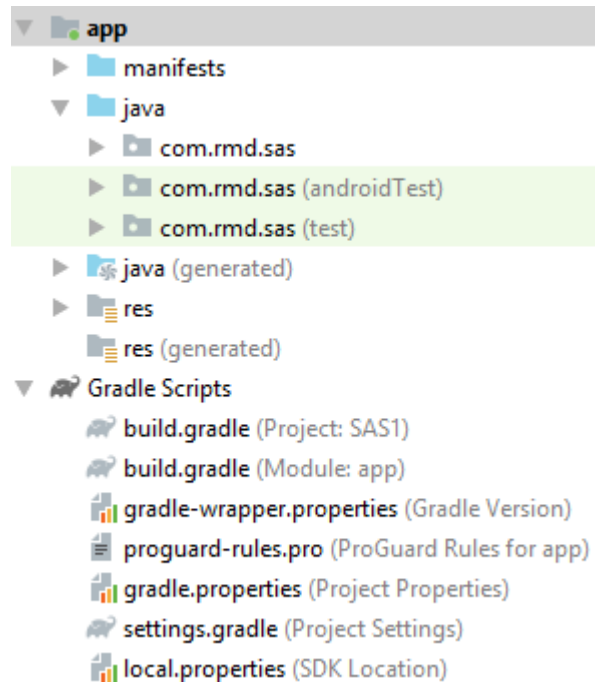 app
manifests
java
com.rmd.sas
com.rmd.sas (androidTest)
com.rmd.sas (test)
java (generated)
res
res (generated)
Gradle Scripts
build.gradle (Project: SAS1)
build.gradle (Module: app)
gradle-wrapper.properties (Gradle Version)
proguard-rules.pro (ProGuard Rules for app)
gradle.properties (Project Properties)
settings.gradle (Project Settings)
local.properties (SDK Location)